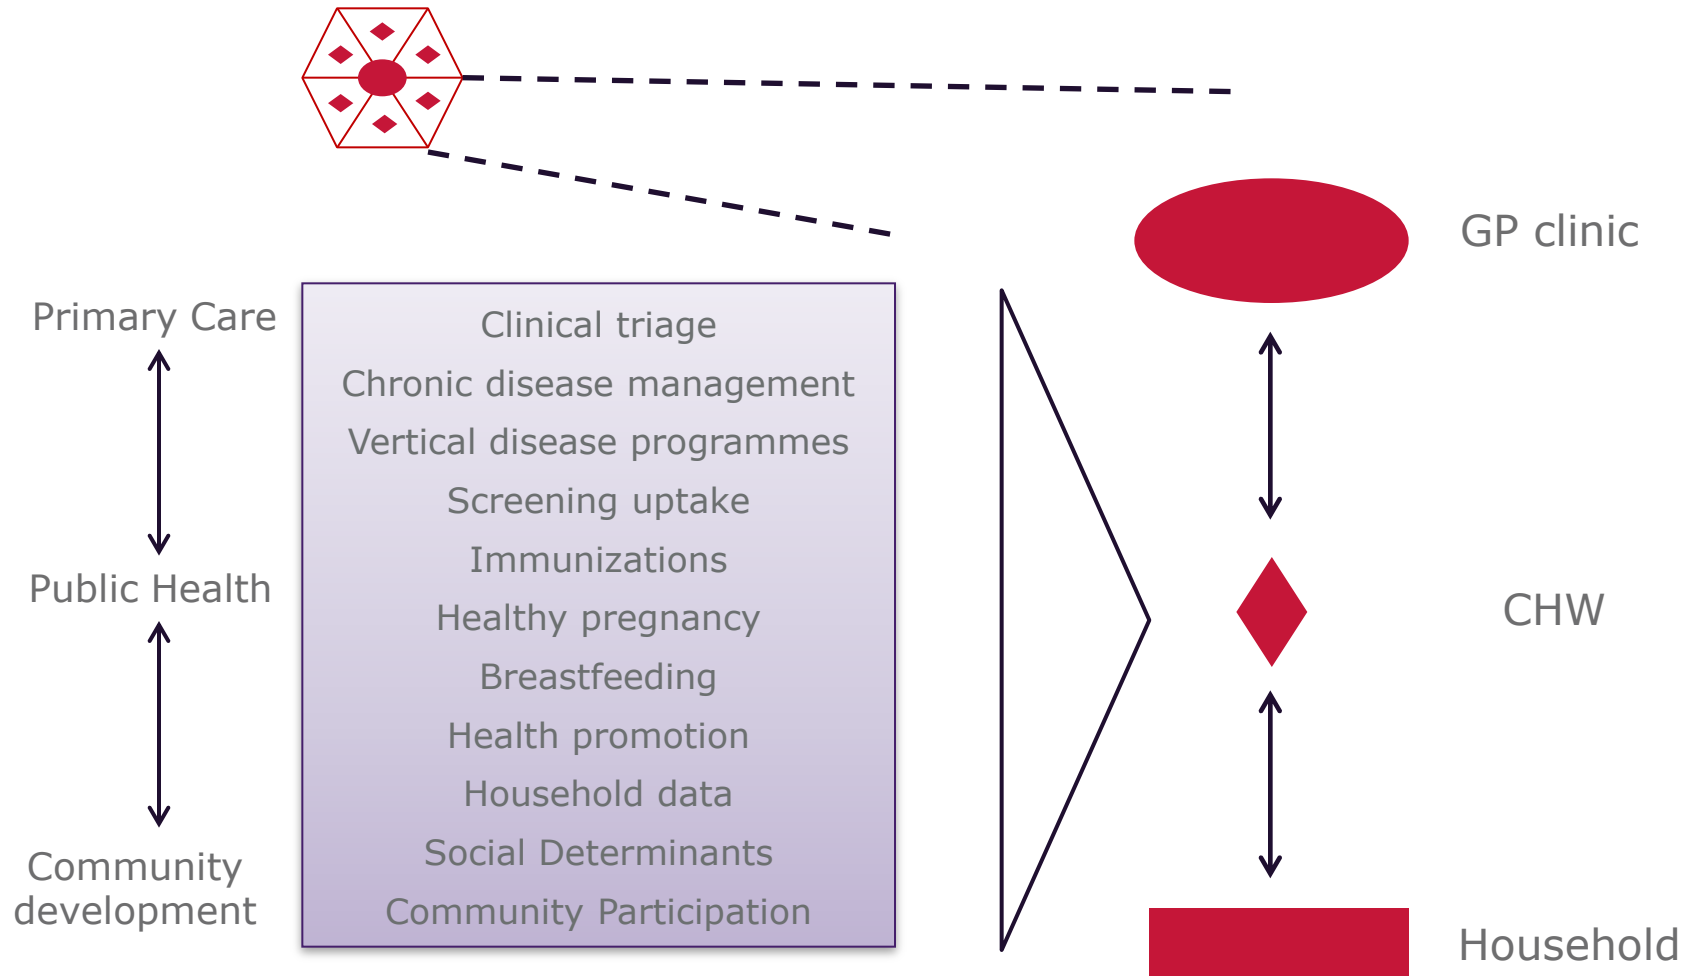 Primary Care
Public Health
Community
development
Clinical triage
Chronic disease management
Vertical disease programmes
Screening uptake
Immunizations
Healthy pregnancy
Breastfeeding
Health promotion
Household data
Social Determinants
Community Participation
GP clinic
CHW
Household